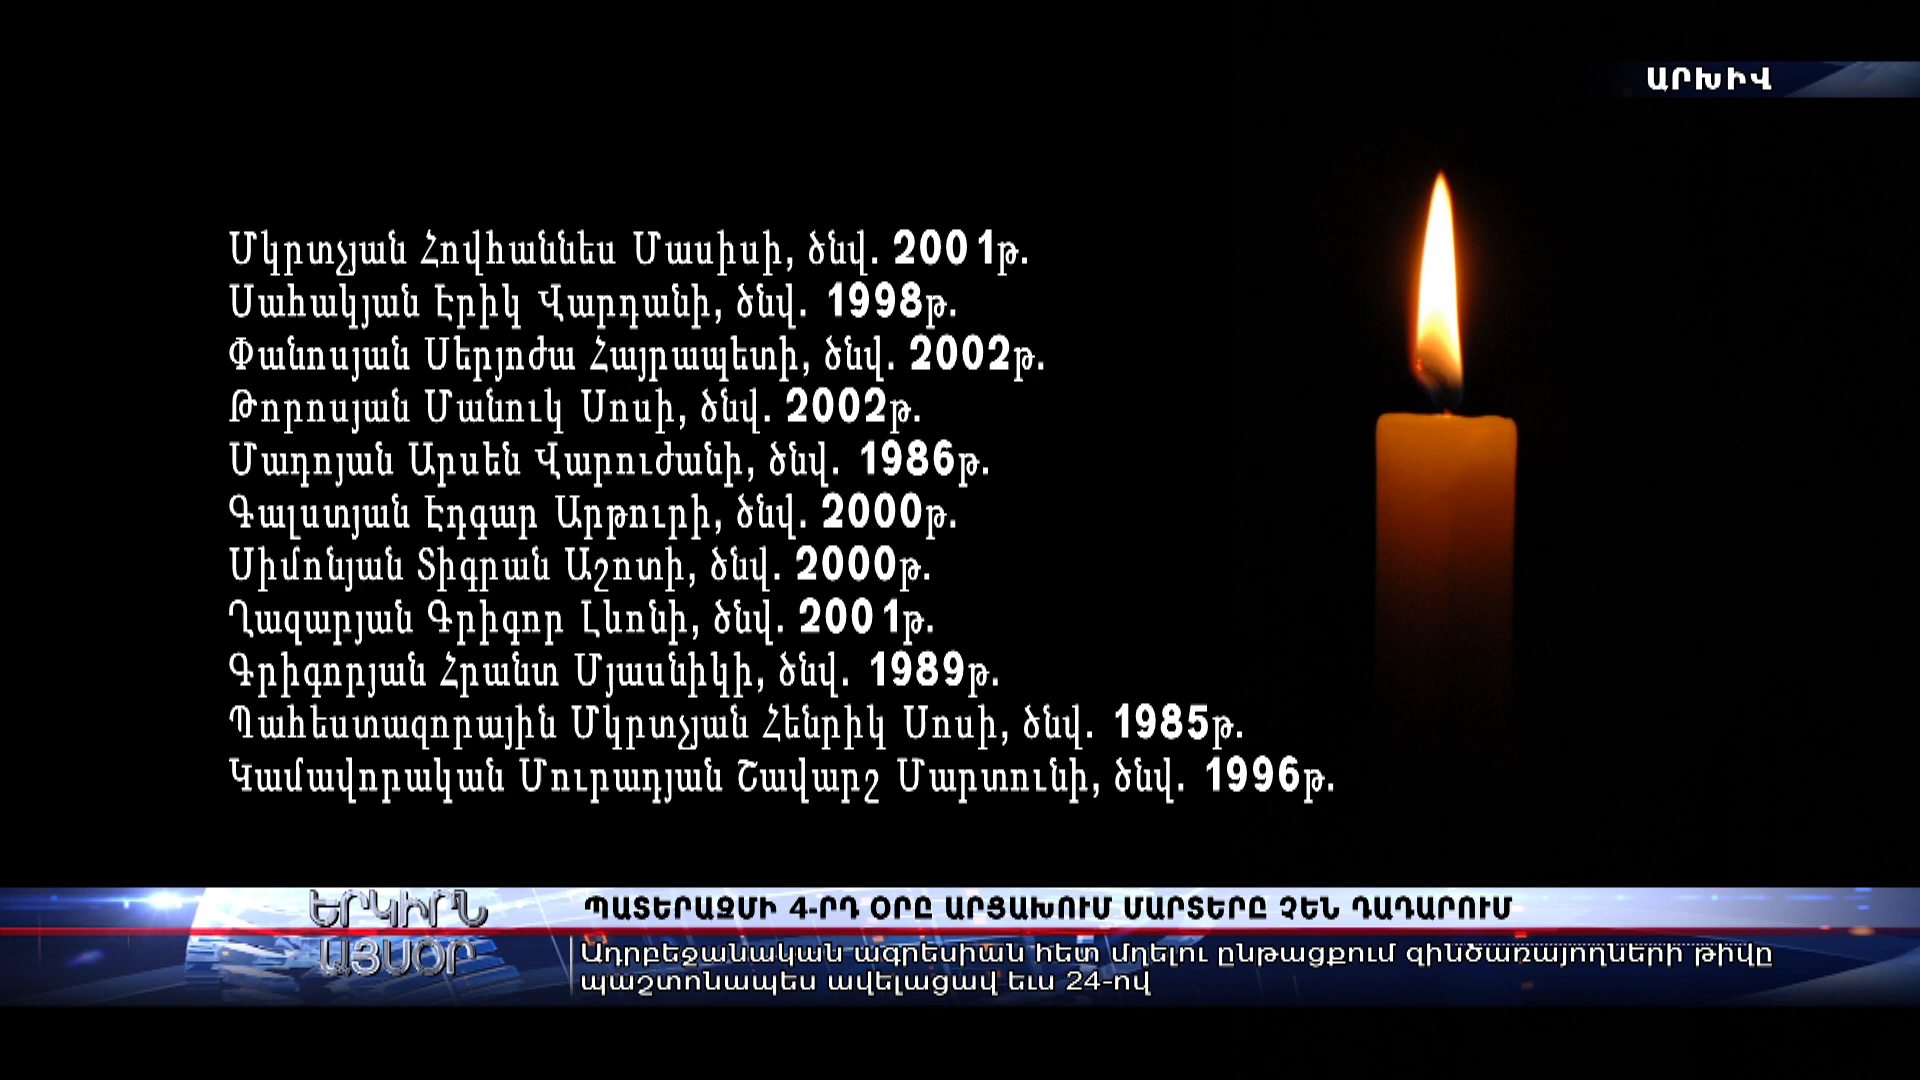 ԱՐԽԻՎ
Մկրտչյան Հովհաննես Մասիսի, ծնվ. 2001թ.
Սահակյան Էրիկ Վարդանի, ծնվ. 1998թ.
Փանոսյան Սերյոժա Հայրապետի, ծնվ. 2002թ.
Թորոսյան Մանուկ Սոսի, ծնվ. 2002թ.
Մադոյան Արսեն Վարուժանի, ծնվ. 1986թ.
Գալստյան Էդգար Արթուրի, ծնվ. 2000թ.
Սիմոնյան Տիգրան Աշոտի, ծնվ. 2000թ.
Ղազարյան Գրիգոր Լևոնի, ծնվ. 2001թ.
Գրիգորյան Հրանտ Մյասնիկի, ծնվ. 1989թ.
Պահեստազորային Մկրտչյան Հենրիկ Սոսի, ծնվ. 1985թ.
Կամավորական Մուրադյան Շավարշ Մարտունի, ծնվ. 1996թ.
ԵՐԿԻՐՆ
ԱՅՍՕՐ
ՊԱՏԵՐԱԶՄԻ 4-ՐԴ ՕՐԸ ԱՐՑԱԽՈՒՄ ՄԱՐՏԵՐԸ ՉԵՆ ԴԱԴԱՐՈՒՄ
Ադրբեջանական ագրեսիան հետ մղելու ընթացքում զինծառայողների թիվը
պաշտոնապես ավելացավ եւս 24-ով